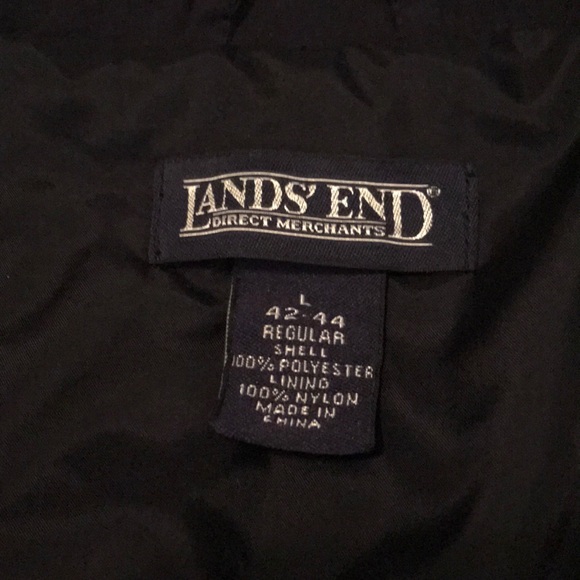 LANDS' END®
DIRECT MERCHANTS
L
42-44
REGULAR
SHELL
100% POLYESTER
LINING
100% NYLON
MADE IN
CHINA